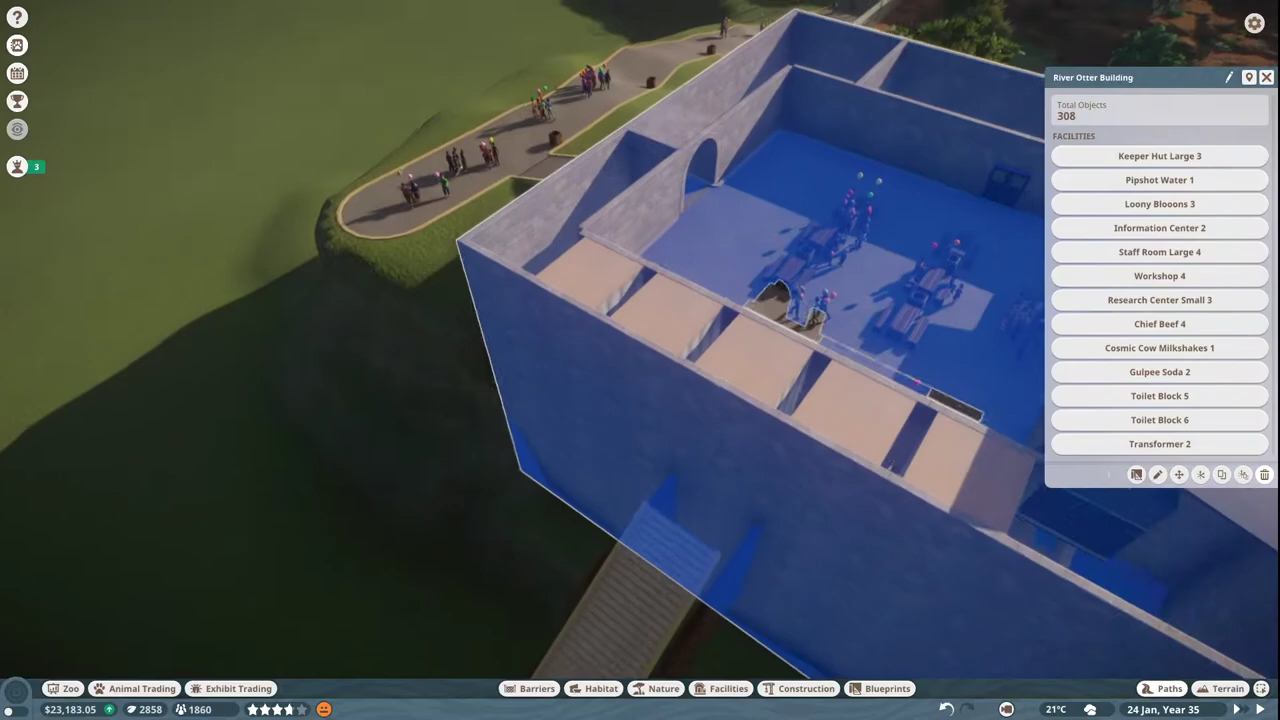 River Otter Building
Total Objects
308
FACILITIES
Keeper Hut Large 3
Pipshot Water 1
Loony Blooons 3
Information Center 2
Staff Room Large 4
Workshop 4
Research Center Small 3
Chief Beef 4
Cosmic Cow Milkshakes 1
Gulpee Soda 2
Toilet Block 5
Toilet Block 6
Transformer 2
?
3
Zoo Animal Trading Exhibit Trading Barriers Habitat Nature Facilities Construction Blueprints Paths Terrain
$23,183.05 2858 1860 21°C 24 Jan, Year 35